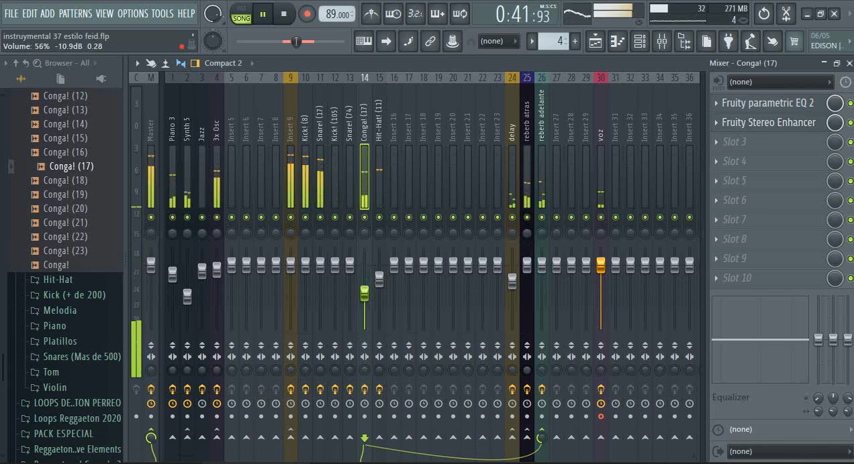 FILE EDIT ADD PATTERNS VIEW OPTIONS TOOLS HELP
SONG
89.000
3.2.
0:41:93
M:S:CS
32
271 MB
4
instrumental 37 estilo feid.flp
Volume: 56% -10.9dB 0.28
(none)
4
06/05
EDISON |
Browser - All
Compact 2
Mixer - Conga! (17)
Conga! (12)
Conga! (13)
Conga! (14)
Conga! (15)
Conga! (16)
Conga! (17)
Conga! (18)
Conga! (19)
Conga! (20)
Conga! (21)
Conga! (22)
Conga! (23)
Conga!
Hit-Hat
Kick (+ de 200)
Melodia
Piano
Platillos
Snares (Mas de 500)
Tom
Violin
LOOPS DE..TON PERREO
Loops Reggaeton 2020
PACK ESPECIAL
Reggaeton..ve Elements
C M 1 2 3 4 5 6 7 8 9 10 11 12 13 14 15 16 17 18 19 20 21 22 23 24 25 26 27 28 29 30 31 32 33 34 35 36
Master
Piano 3
Synth 5
Jazz
3x Osc
Insert 5
Insert 6
Insert 7
Insert 8
Insert 9
Kick!(8)
Snare! (17)
Kick! (105)
Snare! (74)
Conga! (17)
Hit-Hat! (11)
Insert 16
Insert 17
Insert 18
Insert 19
Insert 20
Insert 21
Insert 22
Insert 23
delay
reberb atras
reberb adelante
Insert 27
Insert 28
Insert 29
voz
Insert 31
Insert 32
Insert 33
Insert 34
Insert 35
Insert 36
(none)
Fruity parametric EQ 2
Fruity Stereo Enhancer
Slot 3
Slot 4
Slot 5
Slot 6
Slot 7
Slot 8
Slot 9
Slot 10
Equalizer
(none)
(none)